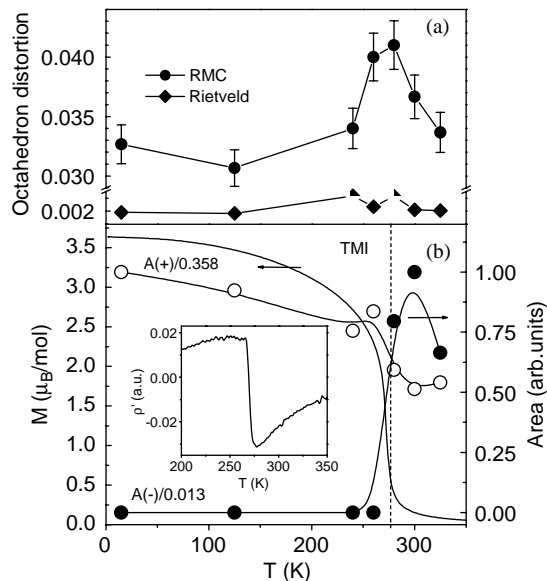 (a)
0.040
0.035
0.030
0.002
Octahedron distortion
RMC
Rietveld
(b)
TMI
A(+)/0.358
A(-)/0.013
3.5
3.0
2.5
2.0
1.5
1.0
0.5
0.0
M (μB/mol)
1.00
0.75
0.50
0.25
0.00
Area (arb.units)
0.02
0.00
-0.02
ρ' (a.u.)
200 250 300 350
T (K)
0 100 200 300
T (K)